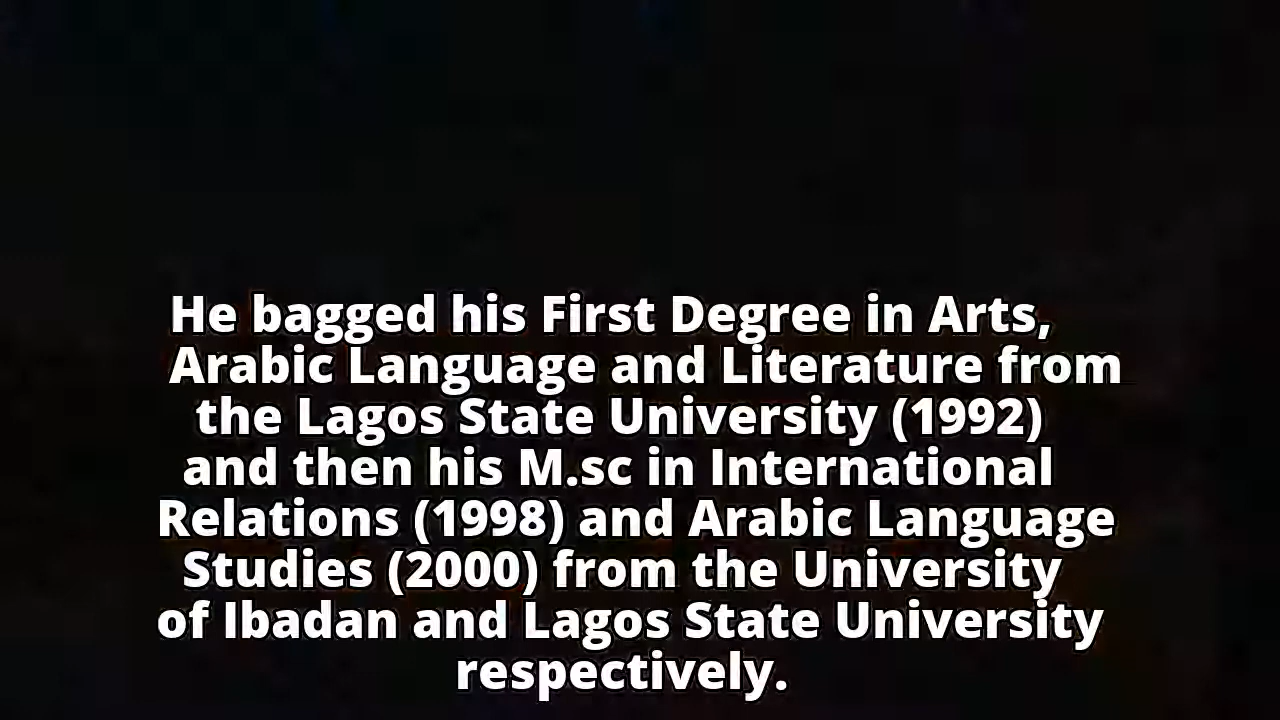 He bagged his First Degree in Arts,
Arabic Language and Literature from
the Lagos State University (1992)
and then his M.sc in International
Relations (1998) and Arabic Language
Studies (2000) from the University
of Ibadan and Lagos State University
respectively.